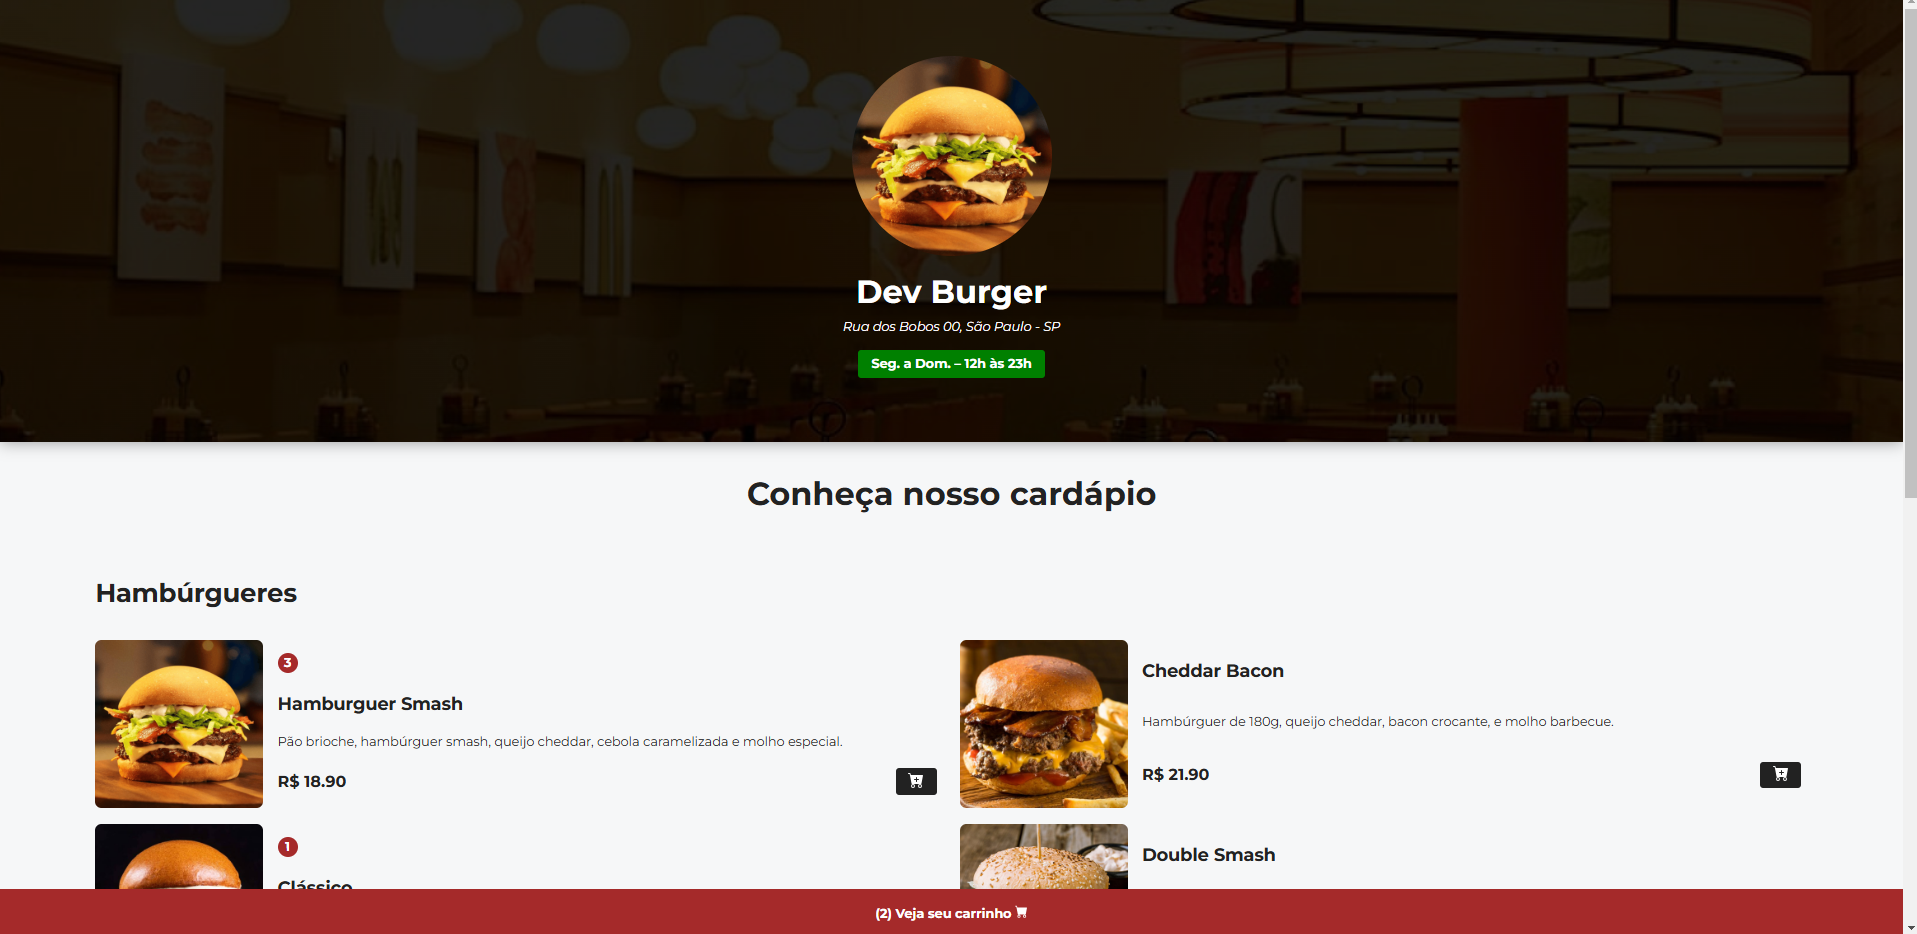 Dev Burger
Rua dos Bobos 00, São Paulo - SP
Seg. a Dom. – 12h às 23h
Conheça nosso cardápio
Hambúrgueres
3
Hamburguer Smash
Pão brioche, hambúrguer smash, queijo cheddar, cebola caramelizada e molho especial.
R$ 18.90
Cheddar Bacon
Hambúrguer de 180g, queijo cheddar, bacon crocante, e molho barbecue.
R$ 21.90
1
Clássico
Double Smash
(2) Veja seu carrinho